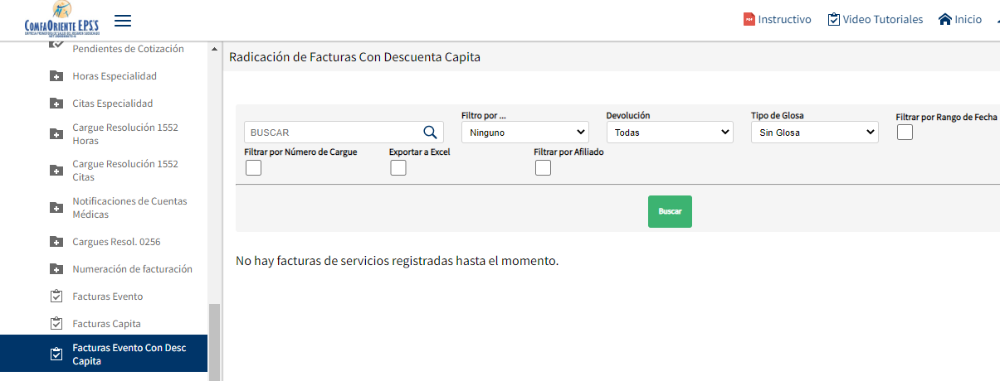 COMFAORIENTE EPS'S
Instructivo
Video Tutoriales
Inicio
Pendientes de Cotización
Horas Especialidad
Citas Especialidad
Cargue Resolución 1552
Horas
Cargue Resolución 1552
Citas
Notificaciones de Cuentas
Médicas
Cargues Resol. 0256
Numeración de facturación
Facturas Evento
Facturas Capita
Facturas Evento Con Desc
Capita
Radicación de Facturas Con Descuenta Capita
BUSCAR
Filtro por ...
Ninguno
Devolución
Todas
Tipo de Glosa
Sin Glosa
Filtrar por Rango de Fecha
Filtrar por Número de Cargue
Exportar a Excel
Filtrar por Afiliado
Buscar
No hay facturas de servicios registradas hasta el momento.